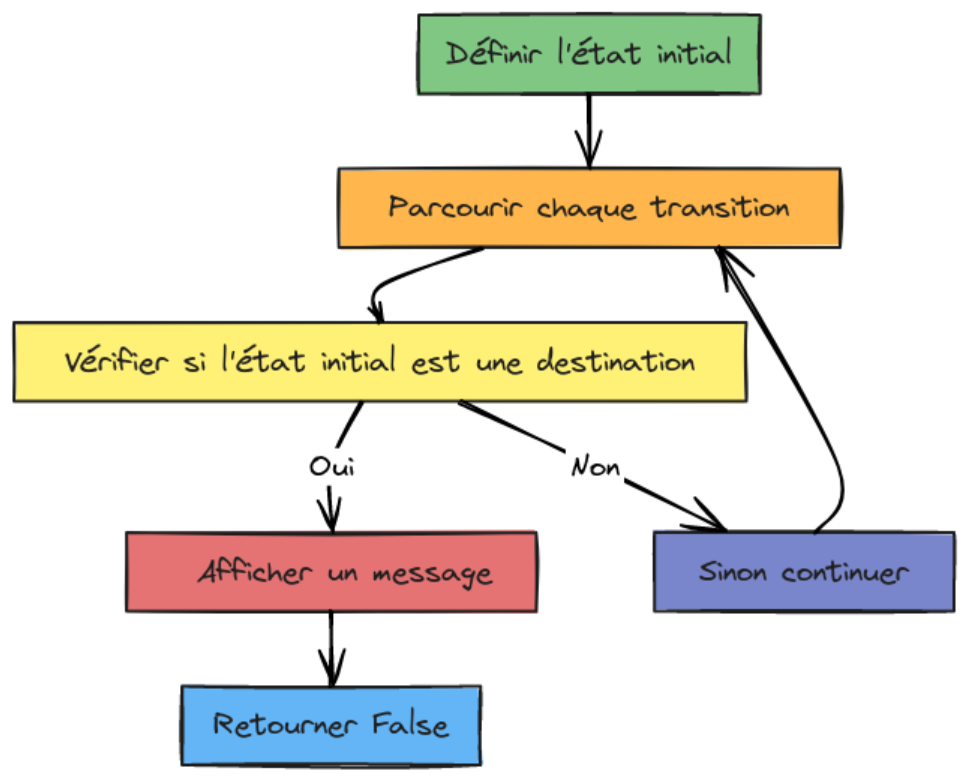 Définir l'état initial
Parcourir chaque transition
Vérifier si l'état initial est une destination
Oui
Non
Afficher un message
Sinon continuer
Retourner False